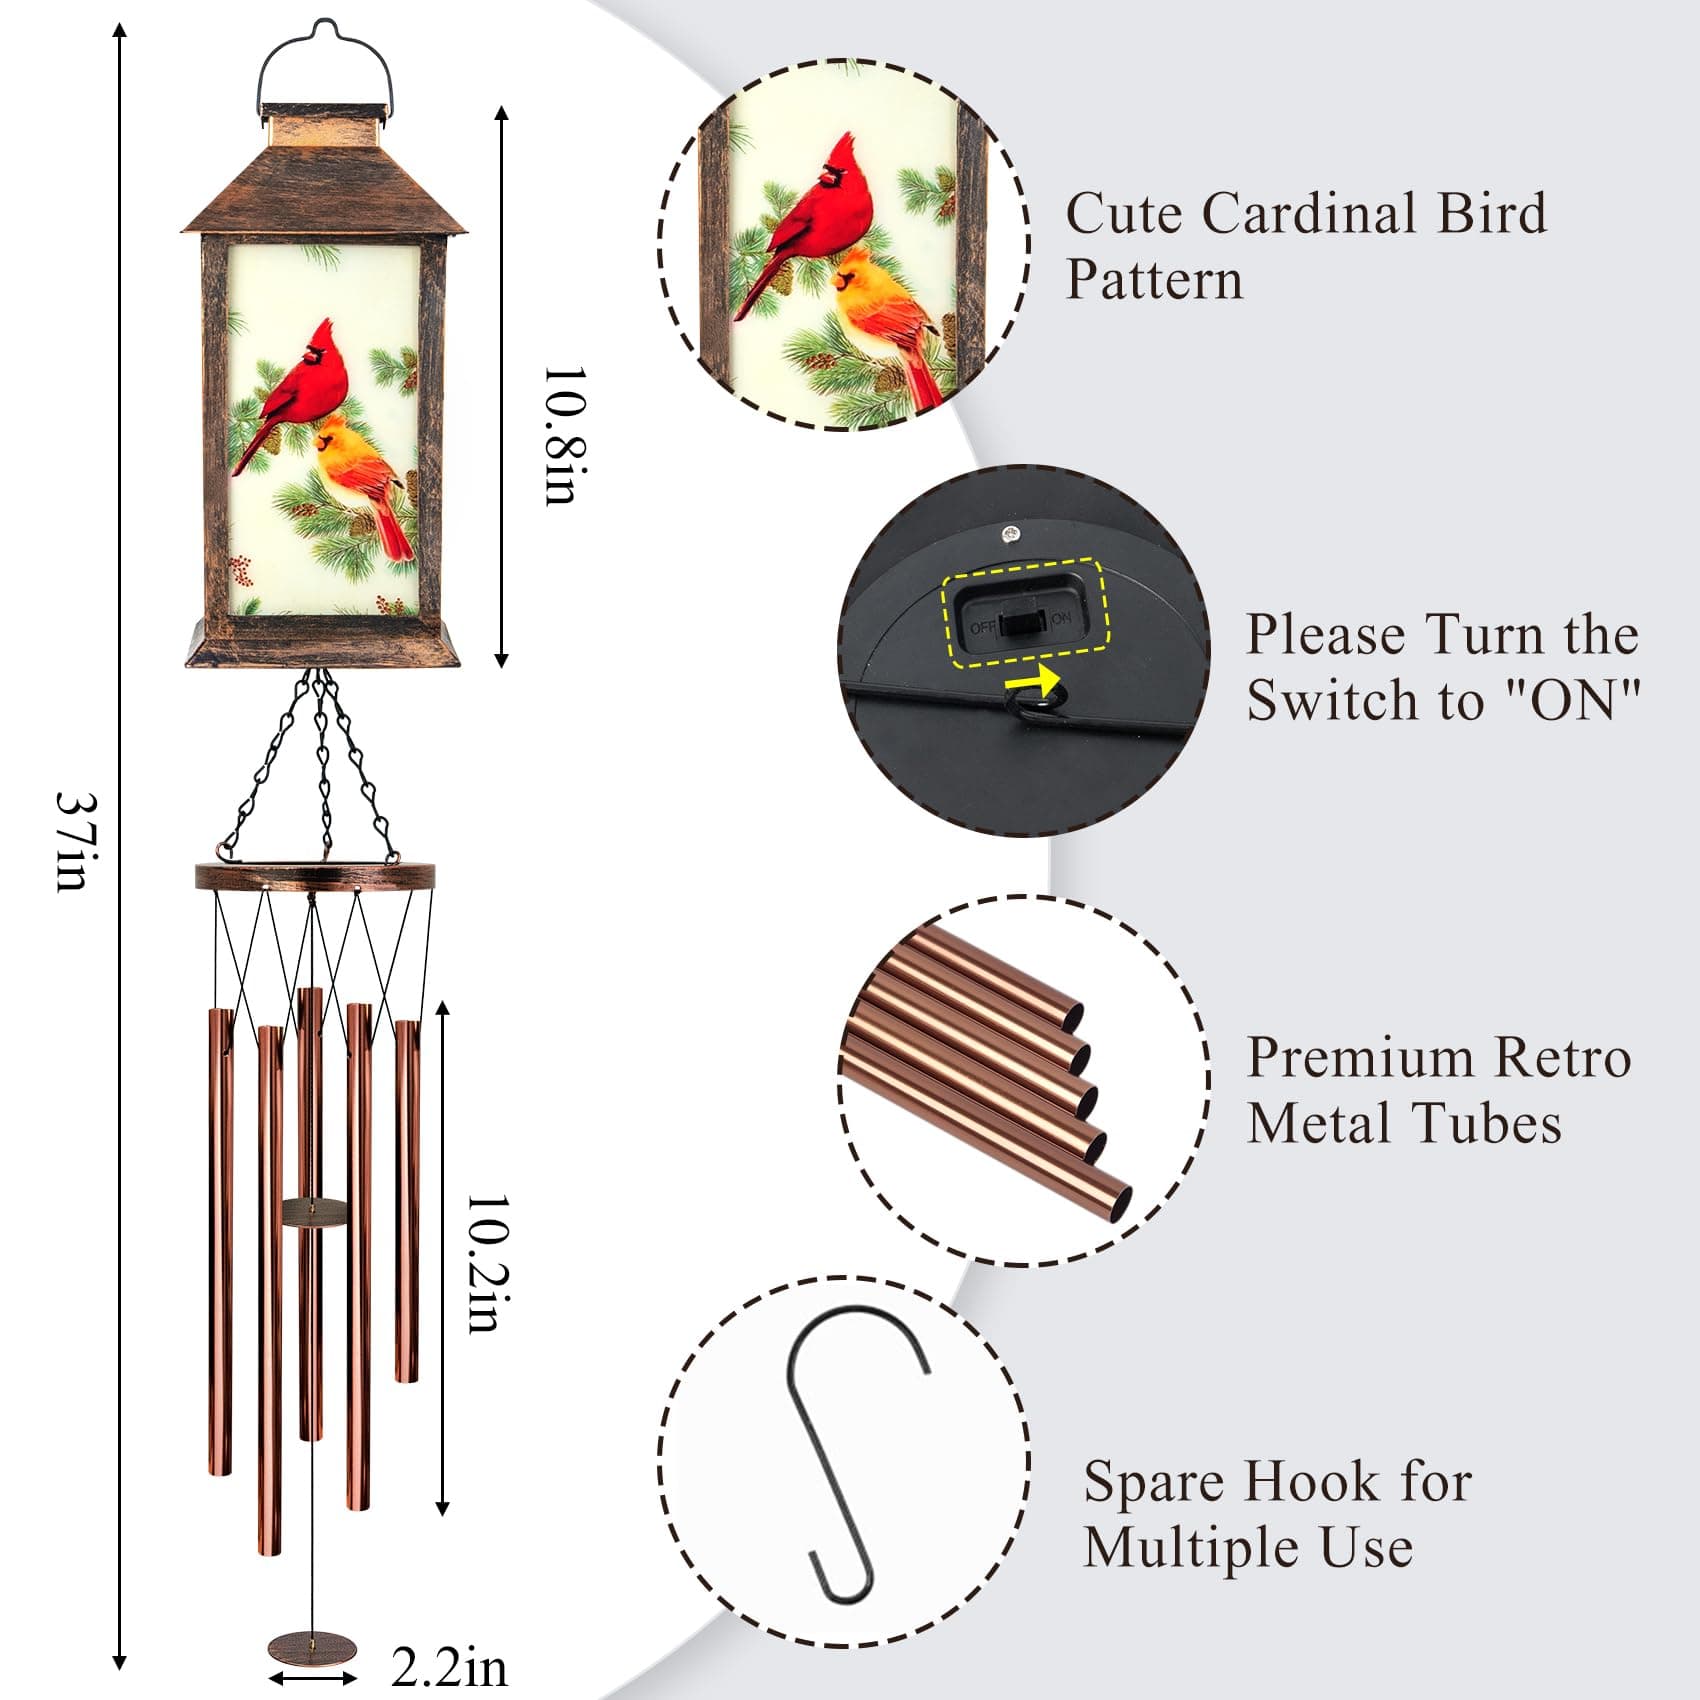 Cute Cardinal Bird
Pattern
10.8in
OFF
ON
Please Turn the
Switch to "ON"
37in
Premium Retro
Metal Tubes
10.2in
Spare Hook for
Multiple Use
2.2in